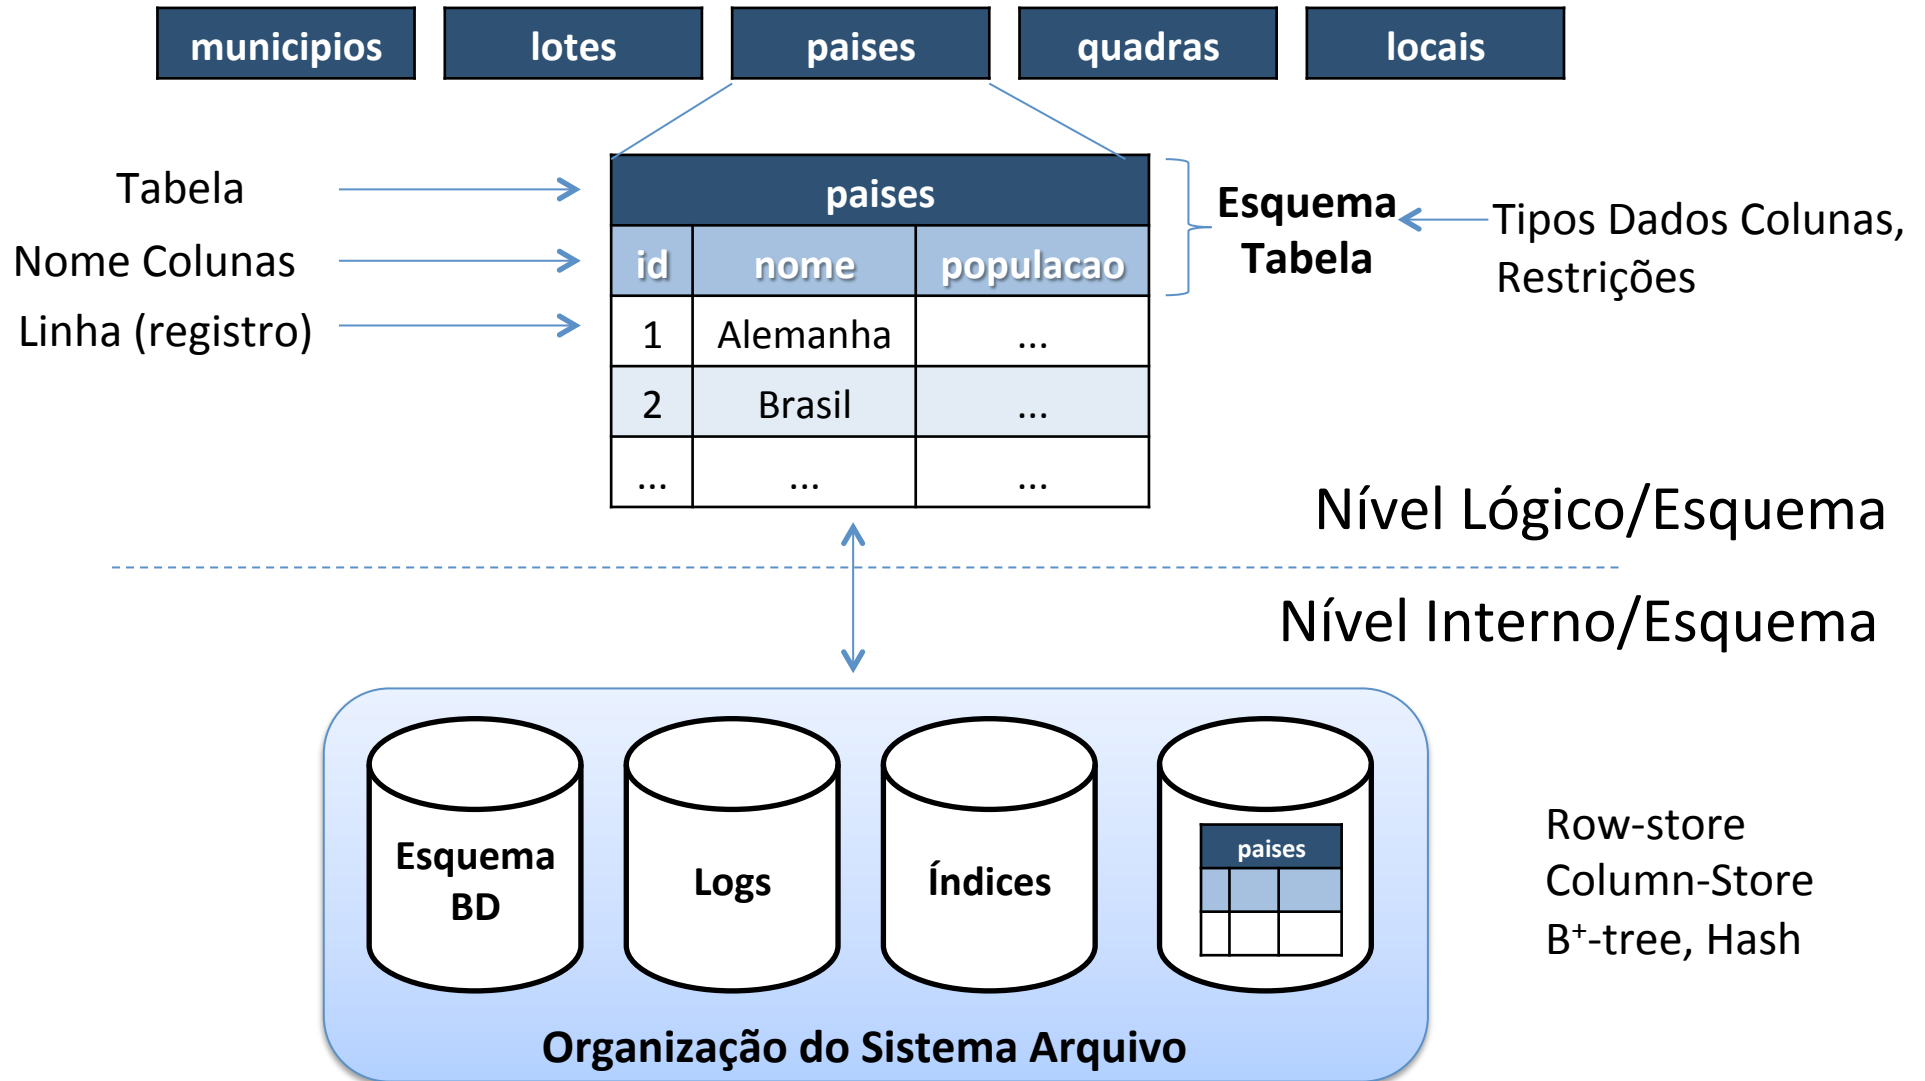 municipios lotes paises quadras locais
Tabela
Nome Colunas
Linha (registro)
paises
id nome populacao
1 Alemanha ...
2 Brasil ...
... ... ...
Esquema
Tabela
Tipos Dados Colunas,
Restrições
Nível Lógico/Esquema
Nível Interno/Esquema
Esquema
BD
Logs
Índices
paises
Row-store
Column-Store
B⁺-tree, Hash
Organização do Sistema Arquivo